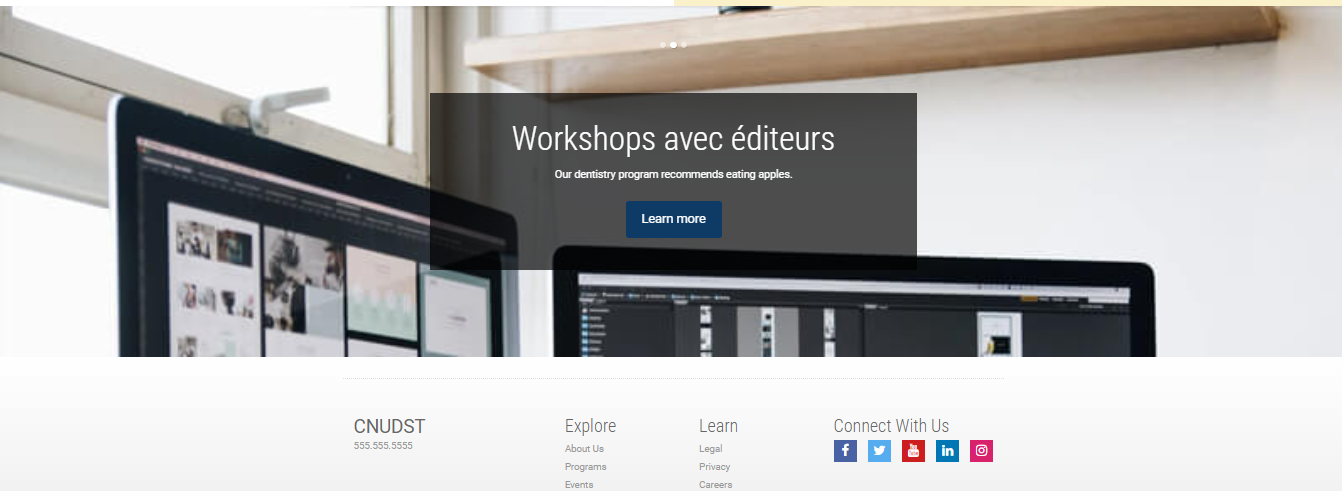 Workshops avec éditeurs
Our dentistry program recommends eating apples.
Learn more
CNUDST
555.555.5555
Explore
About Us
Programs
Events
Learn
Legal
Privacy
Careers
Connect With Us